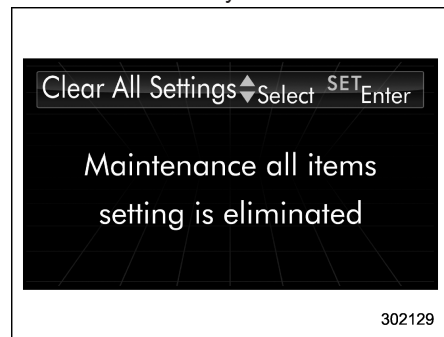 Clear All Settings Select SET Enter
Maintenance all items
setting is eliminated
302129